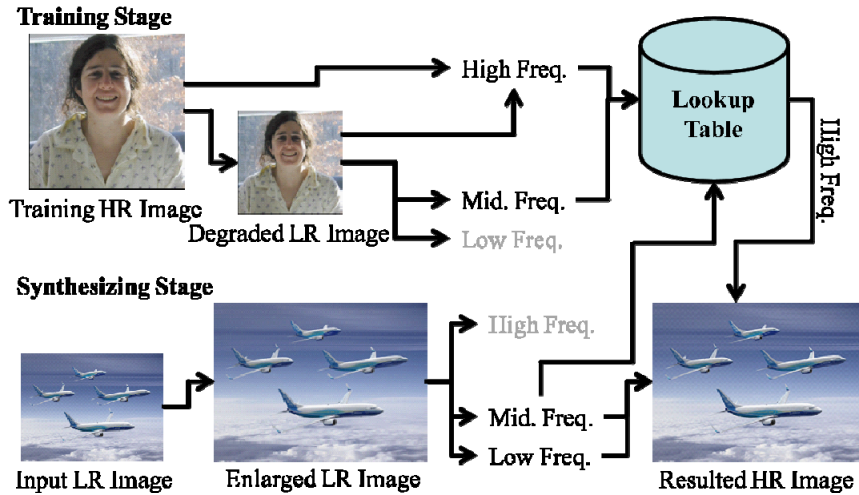 Training Stage
High Freq.
Lookup
Table
High Freq.
Mid. Freq.
Training HR Image
Degraded LR Image
Low Freq.
Synthesizing Stage
High Freq.
Mid. Freq.
Low Freq.
Input LR Image
Enlarged LR Image
Resulted HR Image